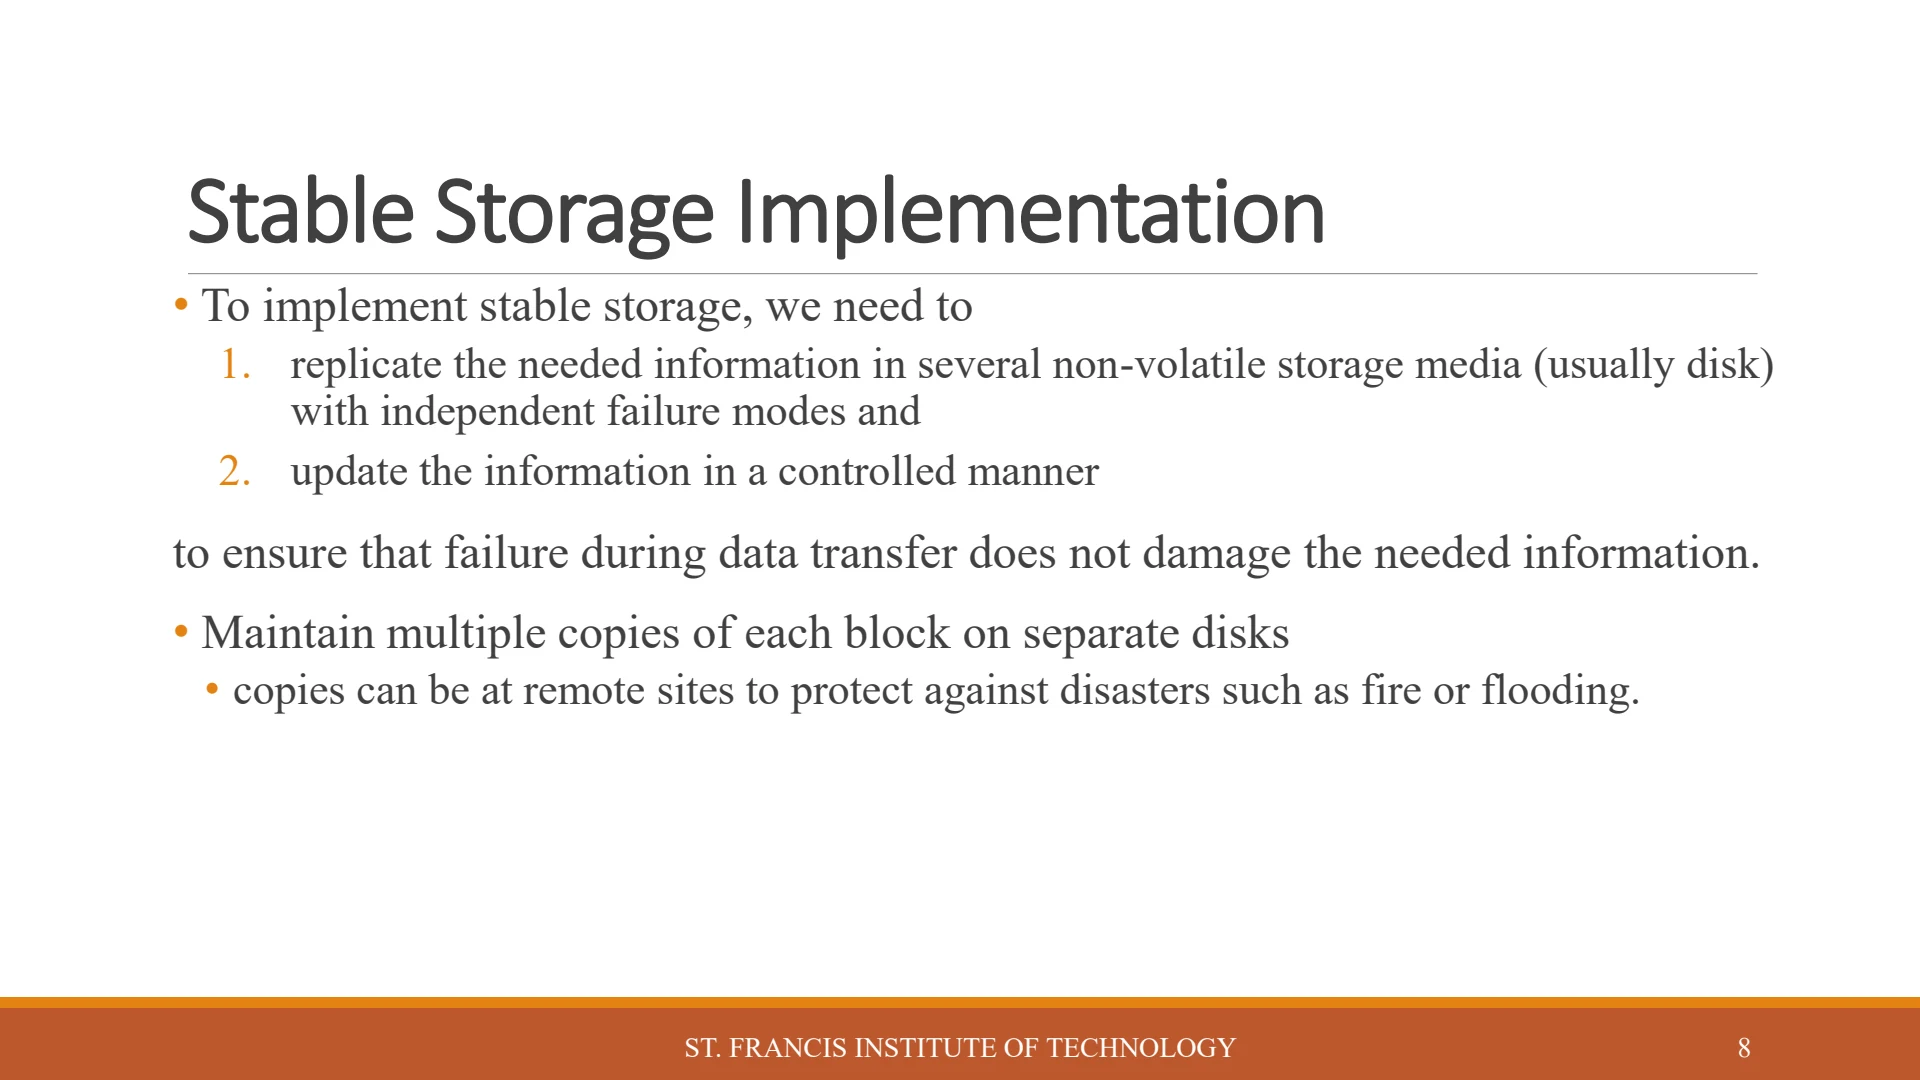 Stable Storage Implementation
• To implement stable storage, we need to
1. replicate the needed information in several non-volatile storage media (usually disk)
with independent failure modes and
2. update the information in a controlled manner
to ensure that failure during data transfer does not damage the needed information.
• Maintain multiple copies of each block on separate disks
• copies can be at remote sites to protect against disasters such as fire or flooding.
ST. FRANCIS INSTITUTE OF TECHNOLOGY
8